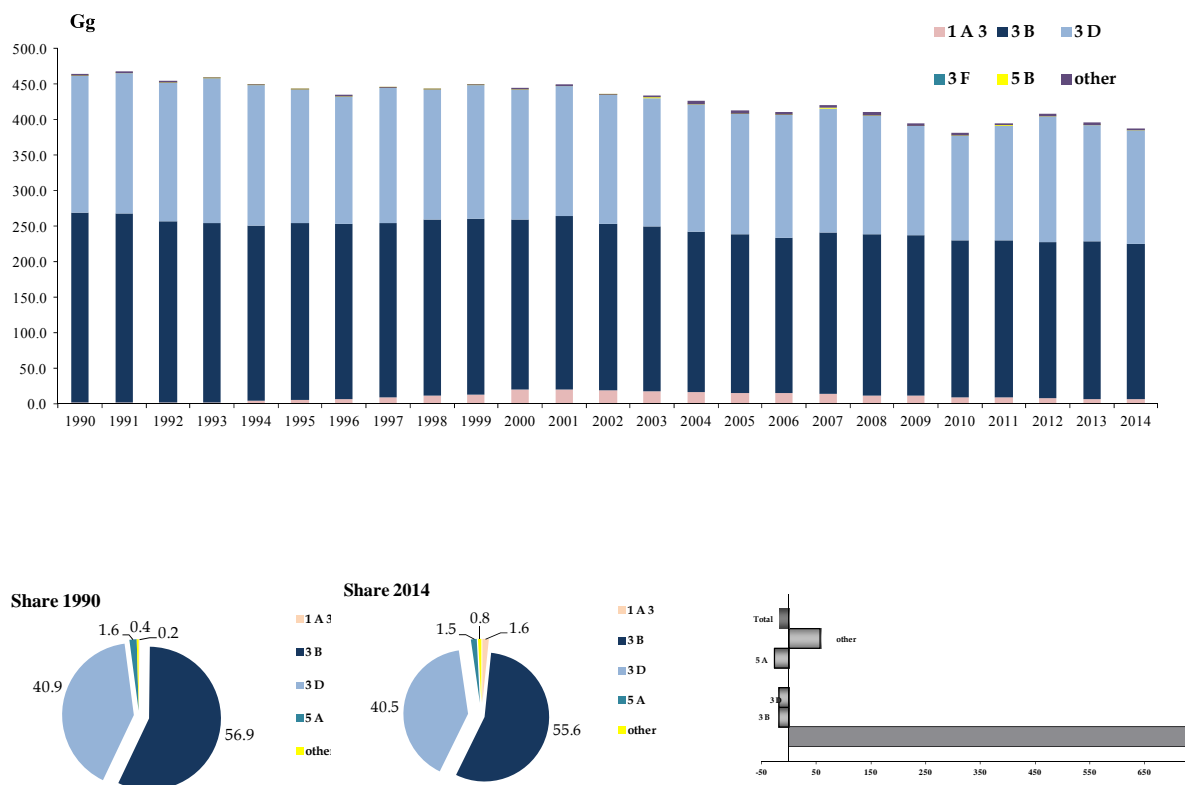 Gg
1 A 3 3 B 3 D
3 F 5 B other
500.0
450.0
400.0
350.0
300.0
250.0
200.0
150.0
100.0
50.0
0.0
1990 1991 1992 1993 1994 1995 1996 1997 1998 1999 2000 2001 2002 2003 2004 2005 2006 2007 2008 2009 2010 2011 2012 2013 2014
Share 1990
1.6 0.4 0.2
40.9
56.9
1 A 3
3 B
3 D
5 A
other
Share 2014
1.5 0.8 1.6
40.5
55.6
1 A 3
3 B
3 D
5 A
other
Total
other
5 A
3 D
3 B
-50 50 150 250 350 450 550 650